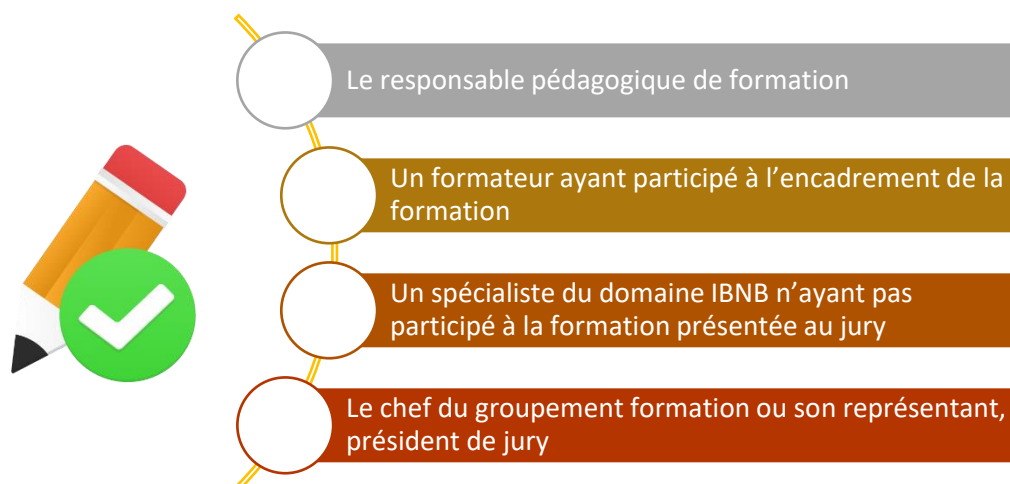 Le responsable pédagogique de formation
Un formateur ayant participé à l’encadrement de la
formation
Un spécialiste du domaine IBNB n’ayant pas
participé à la formation présentée au jury
Le chef du groupement formation ou son représentant,
président de jury